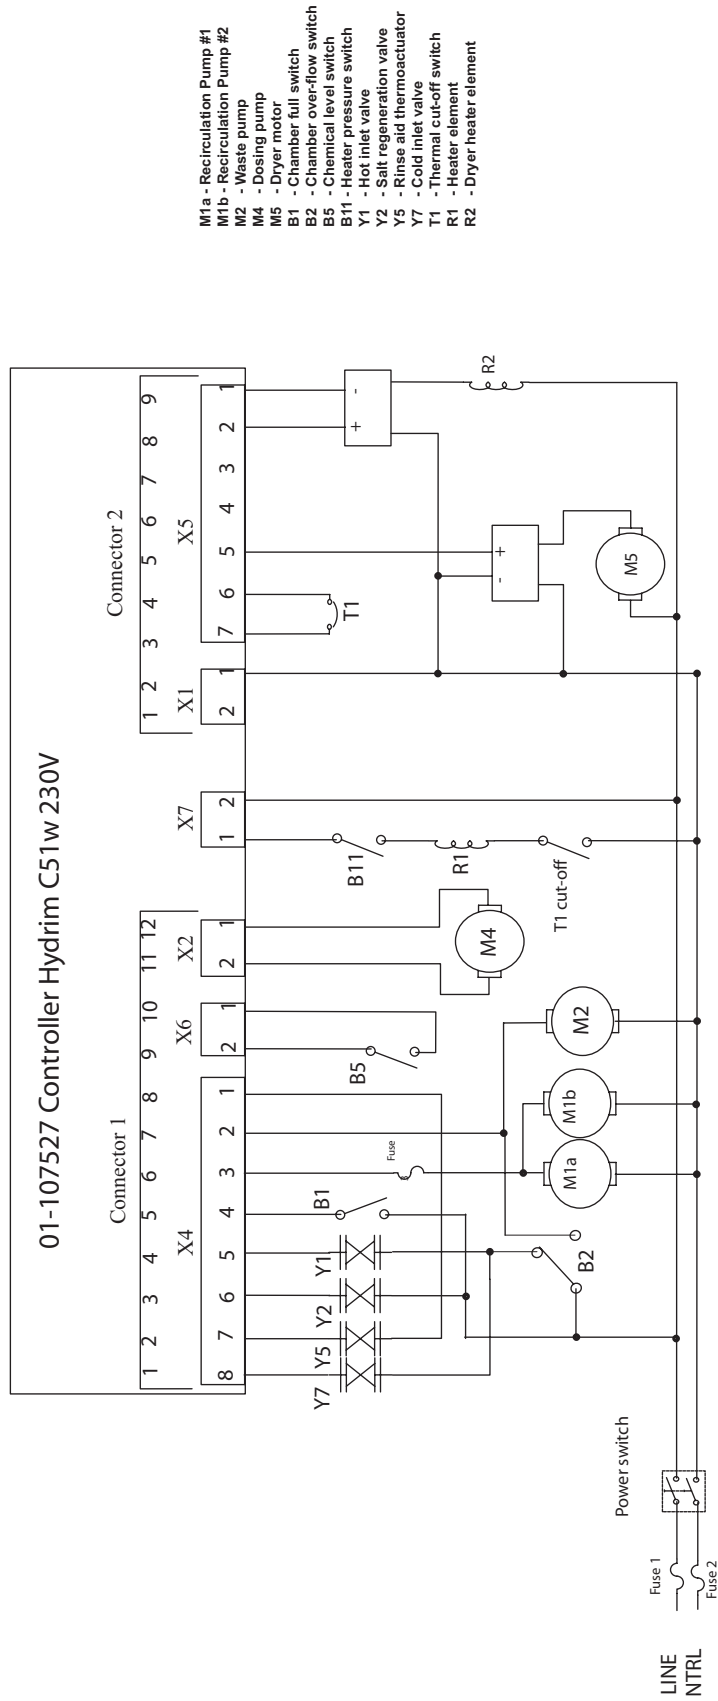 01-107527 Controller Hydrim C51w 230V
Connector 1
Connector 2
1 2 3 4 5 6 7 8 9 10 11 12
1 2 3 4 5 6 7 8 9
X4
X6
X2
X7
X1
X5
8 7 6 5 4 3 2 1
2 1
2 1
1 2
2 1
7 6 5 4 3 2 1
Y7
Y5
Y2
Y1
B1
Fuse
B5
B11
R1
T1 cut-off
T1
+ -
- +
R2
M4
M5
M2
M1b
M1a
B2
Power switch
Fuse 1
Fuse 2
LINE
NTRL
M1a - Recirculation Pump #1
M1b - Recirculation Pump #2
M2 - Waste pump
M4 - Dosing pump
M5 - Dryer motor
B1 - Chamber full switch
B2 - Chamber over-flow switch
B5 - Chemical level switch
B11 - Heater pressure switch
Y1 - Hot inlet valve
Y2 - Salt regeneration valve
Y5 - Rinse aid thermoactuator
Y7 - Cold inlet valve
T1 - Thermal cut-off switch
R1 - Heater element
R2 - Dryer heater element